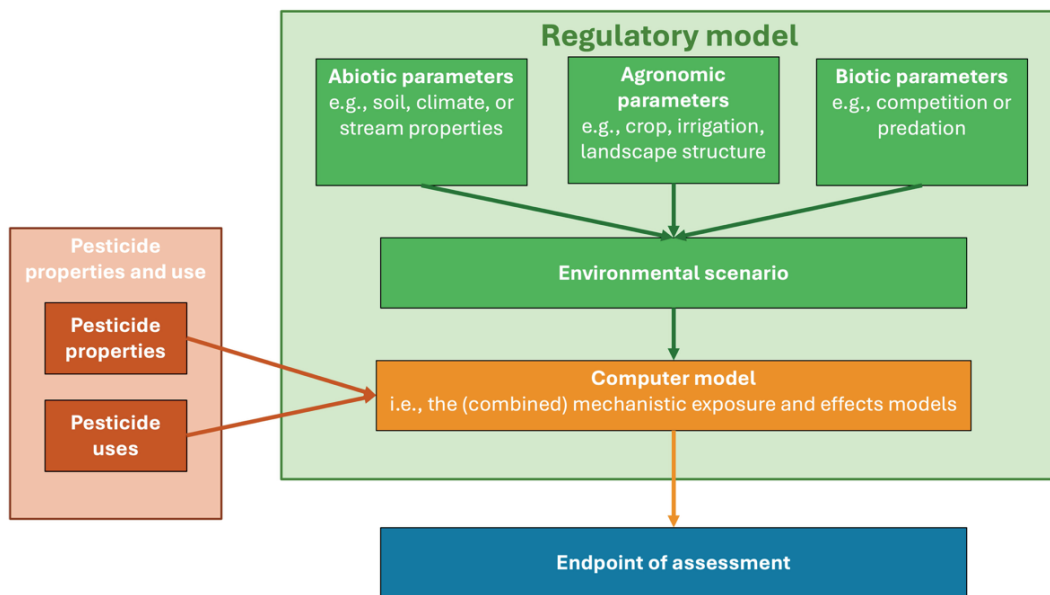 Regulatory model
Abiotic parameters
e.g., soil, climate, or
stream properties
Agronomic
parameters
e.g., crop, irrigation,
landscape structure
Biotic parameters
e.g., competition or
predation
Pesticide
properties and use
Pesticide
properties
Pesticide
uses
Environmental scenario
Computer model
i.e., the (combined) mechanistic exposure and effects models
Endpoint of assessment